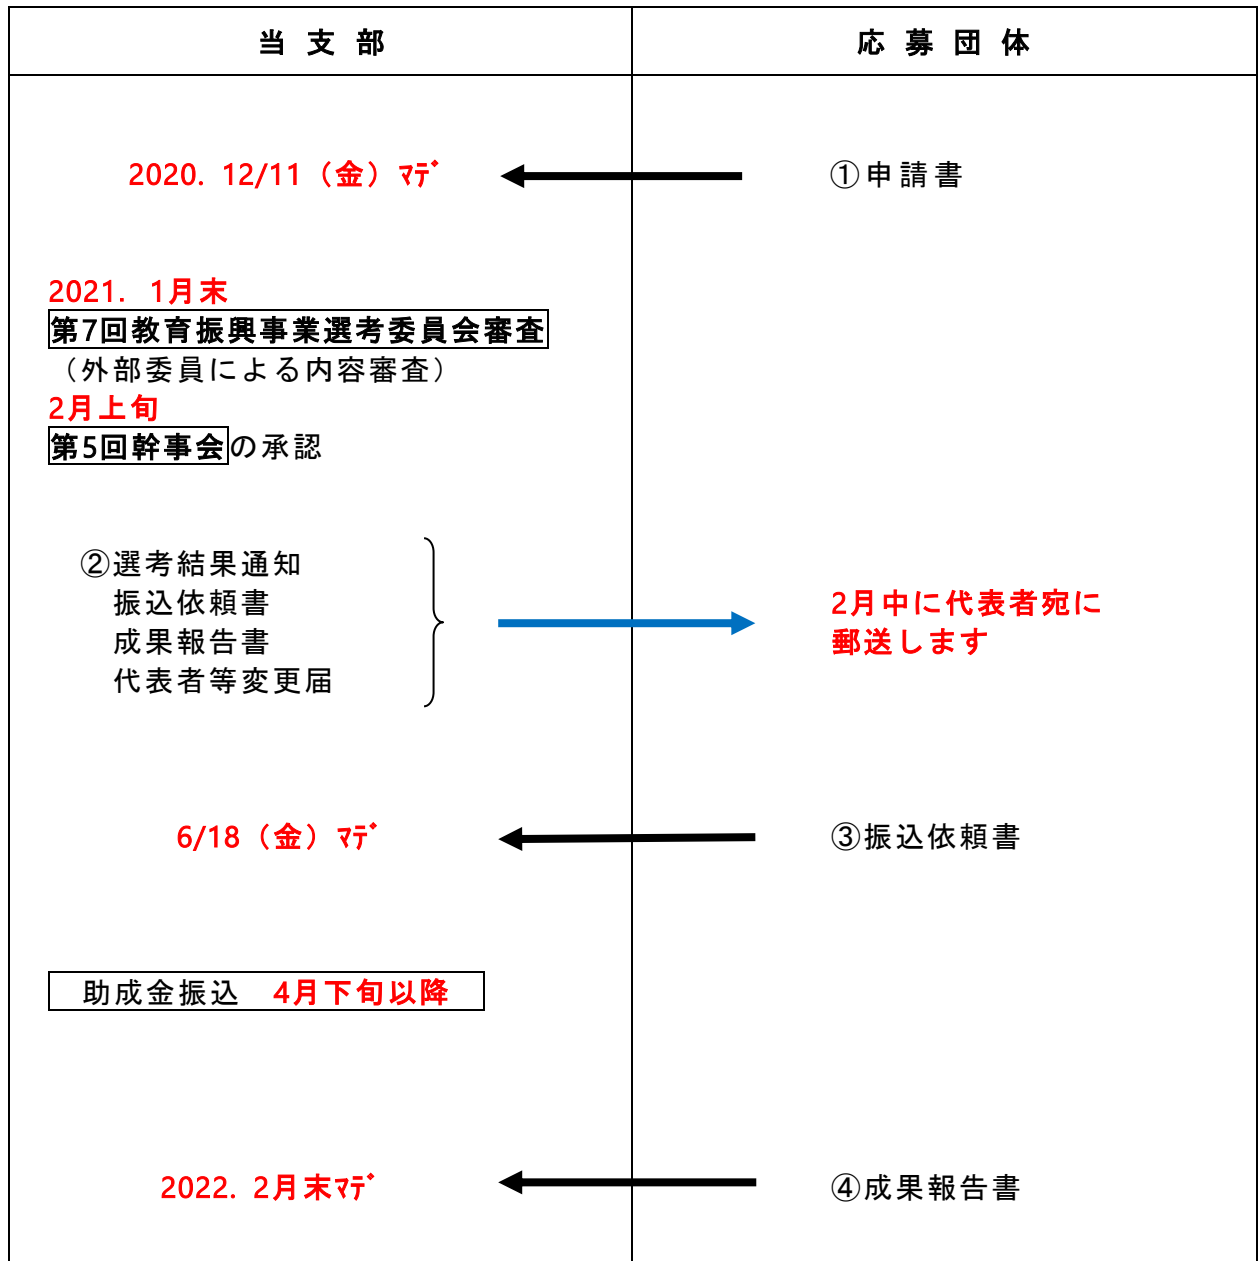 当支部
応募団体
2020. 12/11（金）ﾏﾃﾞ
①申請書
2021. 1月末
第7回教育振興事業選考委員会審査
（外部委員による内容審査）
2月上旬
第5回幹事会の承認
②選考結果通知
振込依頼書
成果報告書
代表者等変更届
2月中に代表者宛に
郵送します
6/18（金）ﾏﾃﾞ
③振込依頼書
助成金振込　4月下旬以降
2022. 2月末ﾏﾃﾞ
④成果報告書